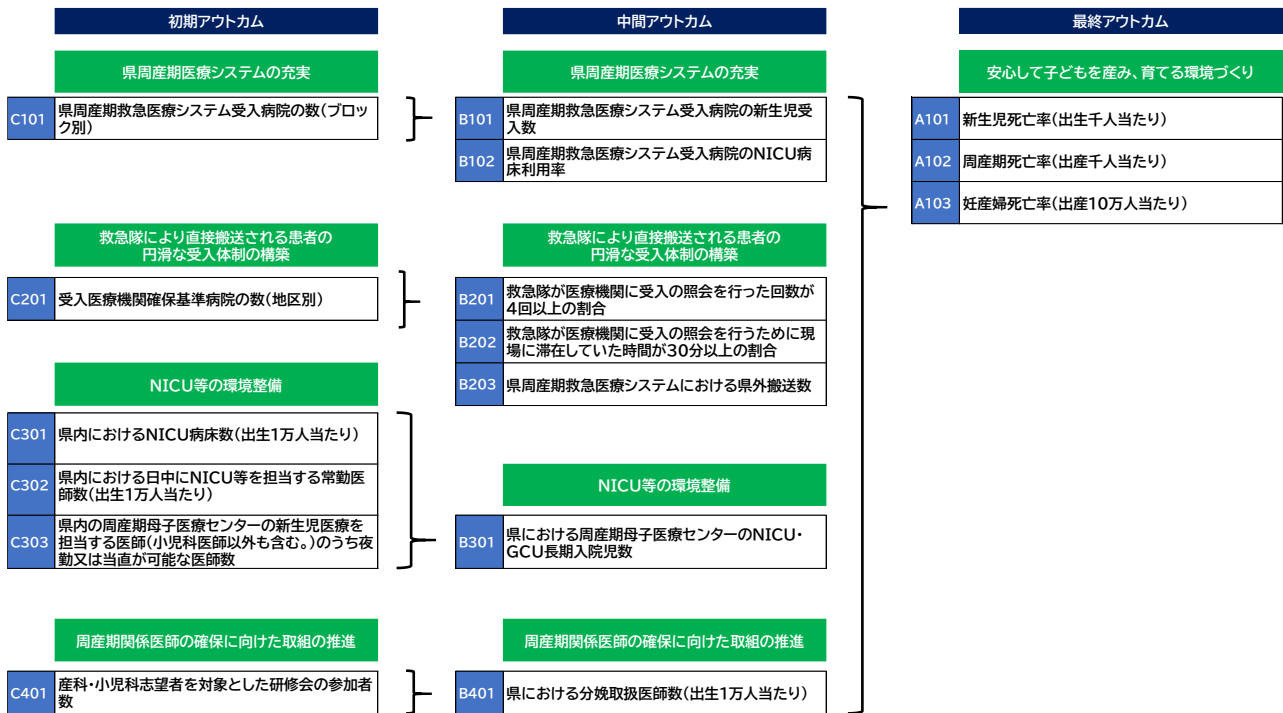 初期アウトカム
県周産期医療システムの充実
C101
県周産期救急医療システム受入病院の数(ブロッ
ク別)
救急隊により直接搬送される患者の
円滑な受入体制の構築
C201
受入医療機関確保基準病院の数(地区別)
NICU等の環境整備
C301
県内におけるNICU病床数(出生1万人当たり)
C302
県内における日中にNICU等を担当する常勤医
師数(出生1万人当たり)
C303
県内の周産期母子医療センターの新生児医療を
担当する医師(小児科医師以外も含む。)のうち夜
勤又は当直が可能な医師数
周産期関係医師の確保に向けた取組の推進
C401
産科・小児科志望者を対象とした研修会の参加者
数
中間アウトカム
県周産期医療システムの充実
B101
県周産期救急医療システム受入病院の新生児受
入数
B102
県周産期救急医療システム受入病院のNICU病
床利用率
救急隊により直接搬送される患者の
円滑な受入体制の構築
B201
救急隊が医療機関に受入の照会を行った回数が
4回以上の割合
B202
救急隊が医療機関に受入の照会を行うために現
場に滞在していた時間が30分以上の割合
B203
県周産期救急医療システムにおける県外搬送数
NICU等の環境整備
B301
県における周産期母子医療センターのNICU・
GCU長期入院児数
周産期関係医師の確保に向けた取組の推進
B401
県における分娩取扱医師数(出生1万人当たり)
最終アウトカム
安心して子どもを産み、育てる環境づくり
A101
新生児死亡率(出生千人当たり)
A102
周産期死亡率(出産千人当たり)
A103
妊産婦死亡率(出産10万人当たり)